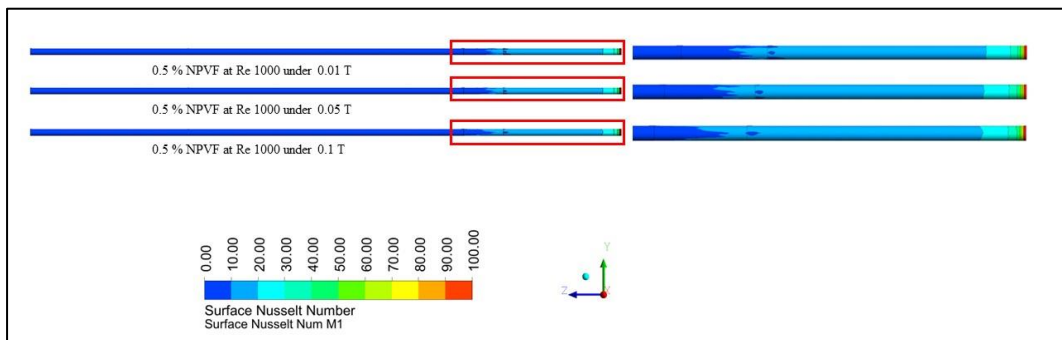 0.5 % NPVF at Re 1000 under 0.01 T
0.5 % NPVF at Re 1000 under 0.05 T
0.5 % NPVF at Re 1000 under 0.1 T
0.00
10.00
20.00
30.00
40.00
50.00
60.00
70.00
80.00
90.00
100.00
Surface Nusselt Number
Surface Nusselt Num M1
Y
Z
X